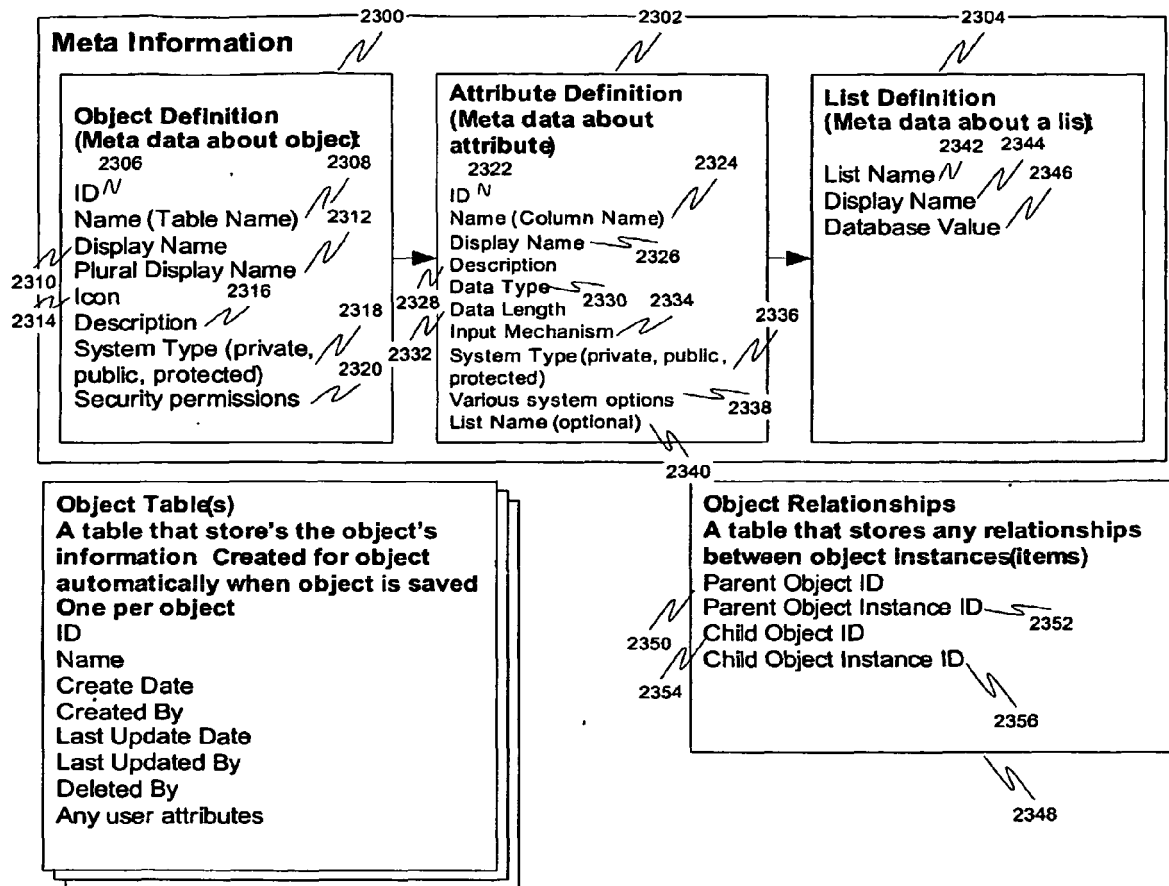 2300
2302
2304
Meta Information
Object Definition
(Meta data about object)
2306
2308
ID
Name (Table Name)
2312
Display Name
2310
Plural Display Name
Icon
2316
2314
Description
2318
System Type (private,
public, protected)
2320
Security permissions
Attribute Definition
(Meta data about
attribute)
2322
2324
ID
Name (Column Name)
Display Name
2326
Description
2328
Data Type
2330
2334
Data Length
2332
Input Mechanism
2336
System Type (private, public,
protected)
Various system options
2338
List Name (optional)
2340
List Definition
(Meta data about a list)
2342
2344
List Name
2346
Display Name
Database Value
Object Table(s)
A table that store's the object's
information Created for object
automatically when object is saved
One per object
ID
Name
Create Date
Created By
Last Update Date
Last Updated By
Deleted By
Any user attributes
Object Relationships
A table that stores any relationships
between object instances(items)
Parent Object ID
2350
Parent Object Instance ID
2352
Child Object ID
2354
Child Object Instance ID
2356
2348